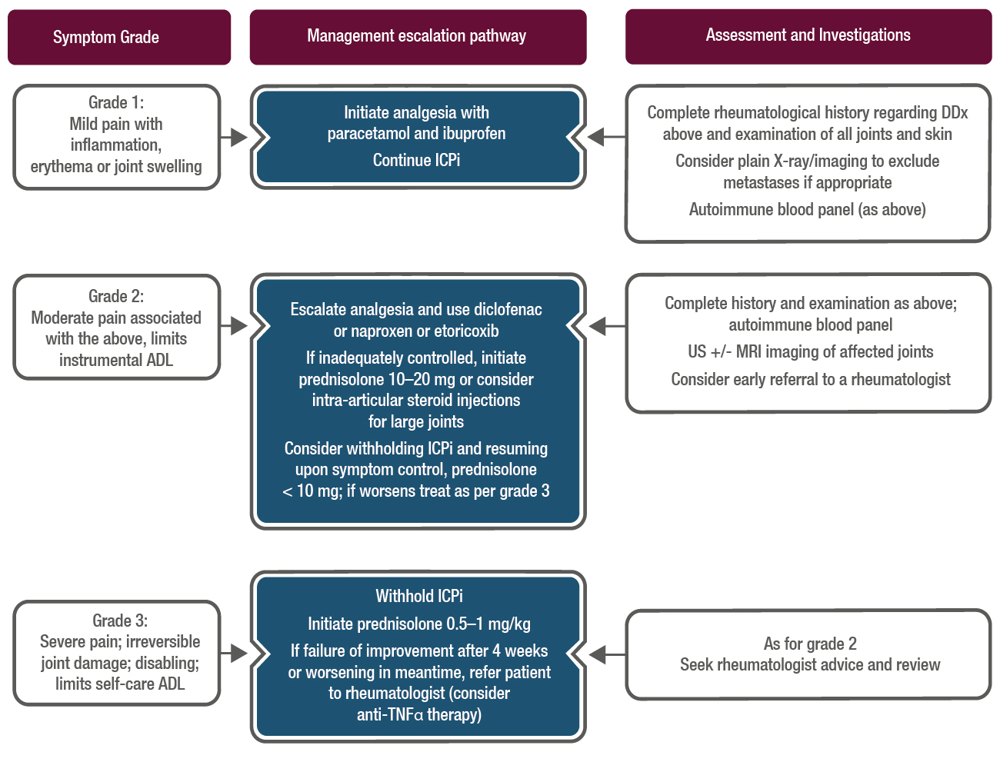 Symptom Grade
Management escalation pathway
Assessment and Investigations
Grade 1:
Mild pain with
inflammation,
erythema or joint swelling
Initiate analgesia with
paracetamol and ibuprofen
Continue ICPi
Complete rheumatological history regarding DDx
above and examination of all joints and skin
Consider plain X-ray/imaging to exclude
metastases if appropriate
Autoimmune blood panel (as above)
Grade 2:
Moderate pain associated
with the above, limits
instrumental ADL
Escalate analgesia and use diclofenac
or naproxen or etoricoxib
If inadequately controlled, initiate
prednisolone 10–20 mg or consider
intra-articular steroid injections
for large joints
Consider withholding ICPi and resuming
upon symptom control, prednisolone
< 10 mg; if worsens treat as per grade 3
Complete history and examination as above;
autoimmune blood panel
US +/- MRI imaging of affected joints
Consider early referral to a rheumatologist
Grade 3:
Severe pain; irreversible
joint damage; disabling;
limits self-care ADL
Withhold ICPi
Initiate prednisolone 0.5–1 mg/kg
If failure of improvement after 4 weeks
or worsening in meantime, refer patient
to rheumatologist (consider
anti-TNFα therapy)
As for grade 2
Seek rheumatologist advice and review